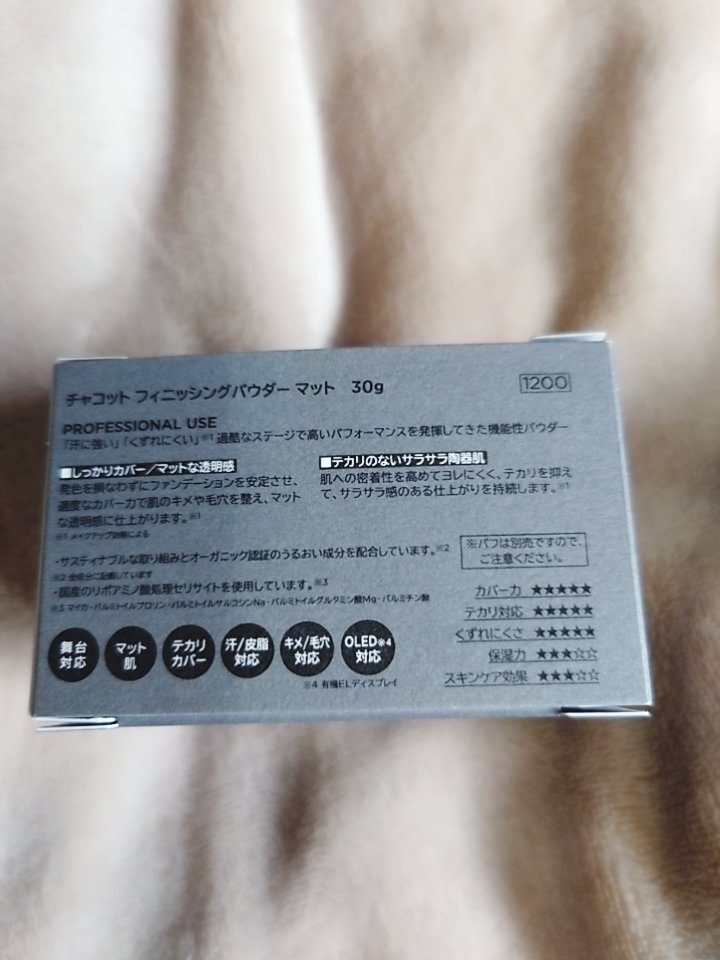 チャコット フィニッシングパウダー マット 30g
1200
PROFESSIONAL USE
「汗に強い」「くずれにくい」※1 過酷なステージで高いパフォーマンスを発揮してきた機能性パウダー
■しっかりカバー/マットな透明感
発色を損なわずにファンデーションを安定させ、
適度なカバー力で肌のキメや毛穴を整え、マット
な透明感に仕上がります。※1
※1 メイクアップ効果による
■テカリのないサラサラ陶器肌
肌への密着性を高めてヨレにくく、テカリを抑え
て、サラサラ感のある仕上がりを持続します。※1
・サスティナブルな取り組みとオーガニック認証のうるおい成分を配合しています。※2
※2 全成分に記載しています
・国産のリポアミノ酸処理セリサイトを使用しています。※3
※3 マイカ・パルミトイルプロリン・パルミトイルサルコシンNa・パルミトイルグルタミン酸Mg・パルミチン酸
※パフは別売ですので、
ご注意ください。
カバー力 ★★★★★
テカリ対応 ★★★★★
くずれにくさ ★★★★★
保湿力 ★★★☆☆
スキンケア効果 ★★★☆☆
舞台
対応
マット
肌
テカリ
カバー
汗/皮脂
対応
キメ/毛穴
対応
OLED※4
対応
※4 有機ELディスプレイ